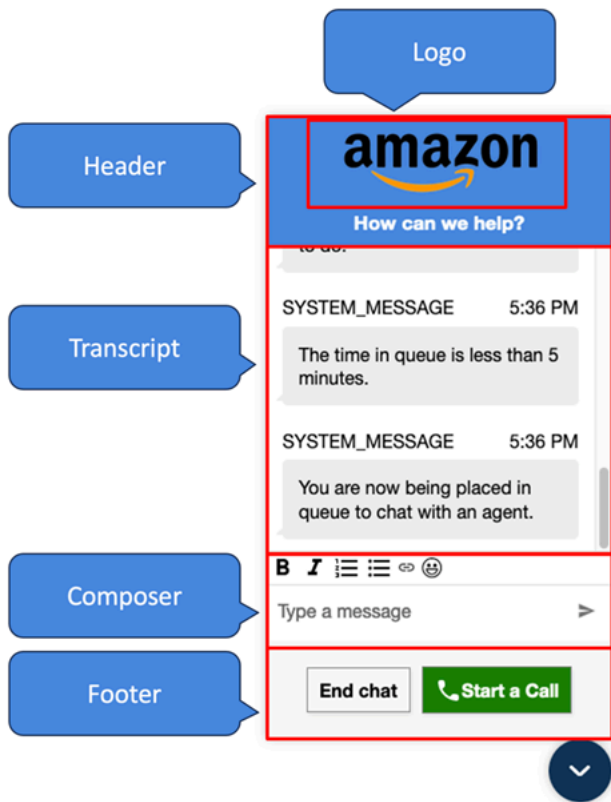 Logo
Header
amazon
How can we help?
to do.
SYSTEM_MESSAGE 5:36 PM
Transcript
The time in queue is less than 5
minutes.
SYSTEM_MESSAGE 5:36 PM
You are now being placed in
queue to chat with an agent.
Composer
B I
Type a message
Footer
End chat
Start a Call